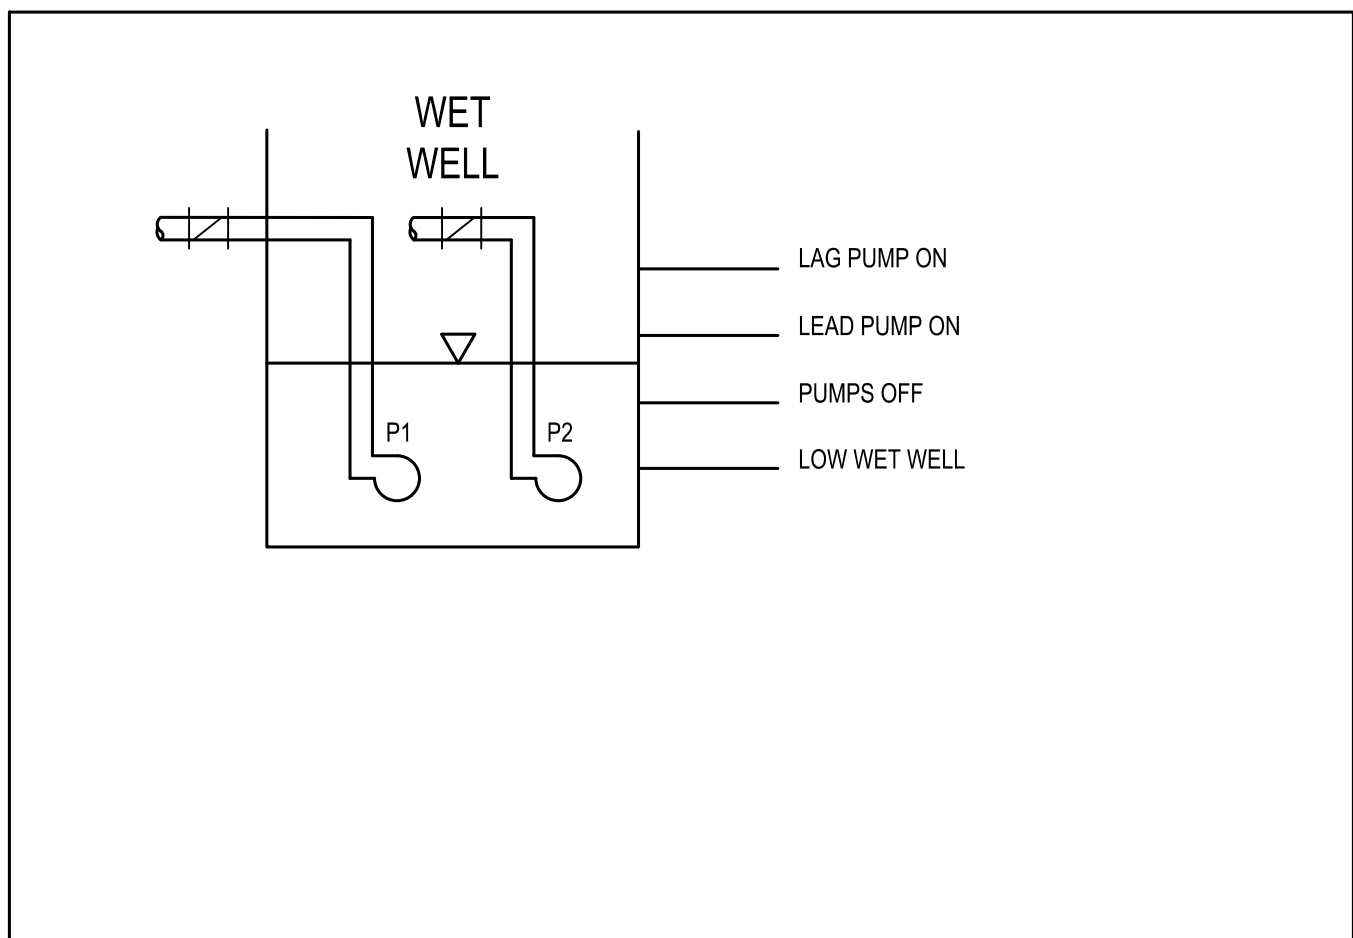 WET
WELL
LAG PUMP ON
LEAD PUMP ON
PUMPS OFF
P1
P2
LOW WET WELL